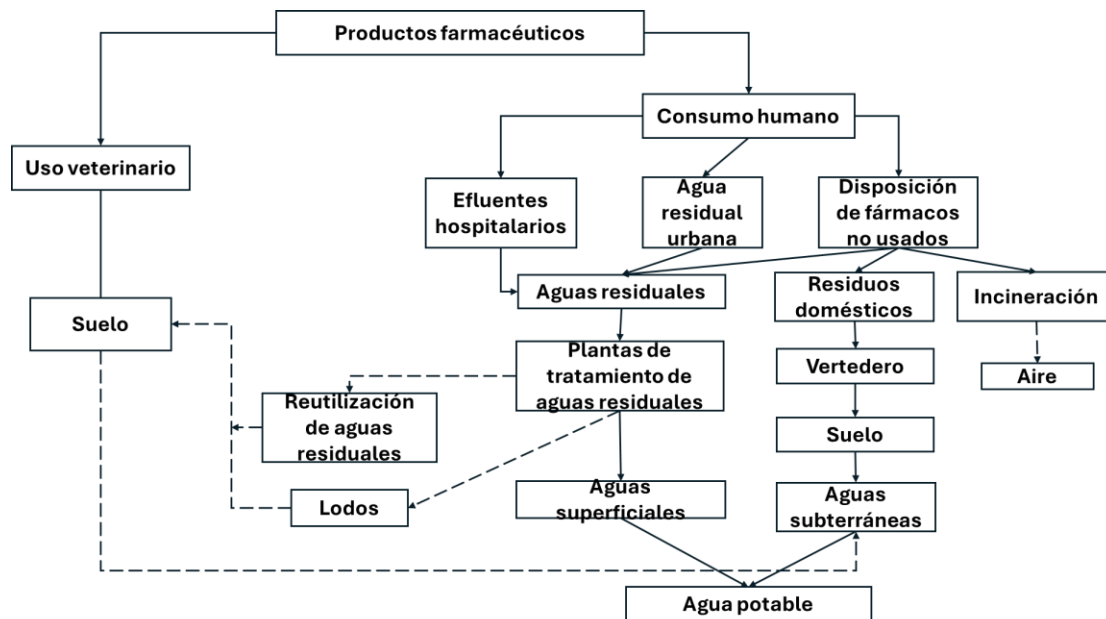 Productos farmacéuticos
Consumo humano
Uso veterinario
Efluentes
hospitalarios
Agua
residual
urbana
Disposición
de fármacos
no usados
Aguas residuales
Residuos
domésticos
Incineración
Suelo
Plantas de
tratamiento de
aguas residuales
Vertedero
Aire
Reutilización
de aguas
residuales
Suelo
Lodos
Aguas
superficiales
Aguas
subterráneas
Agua potable